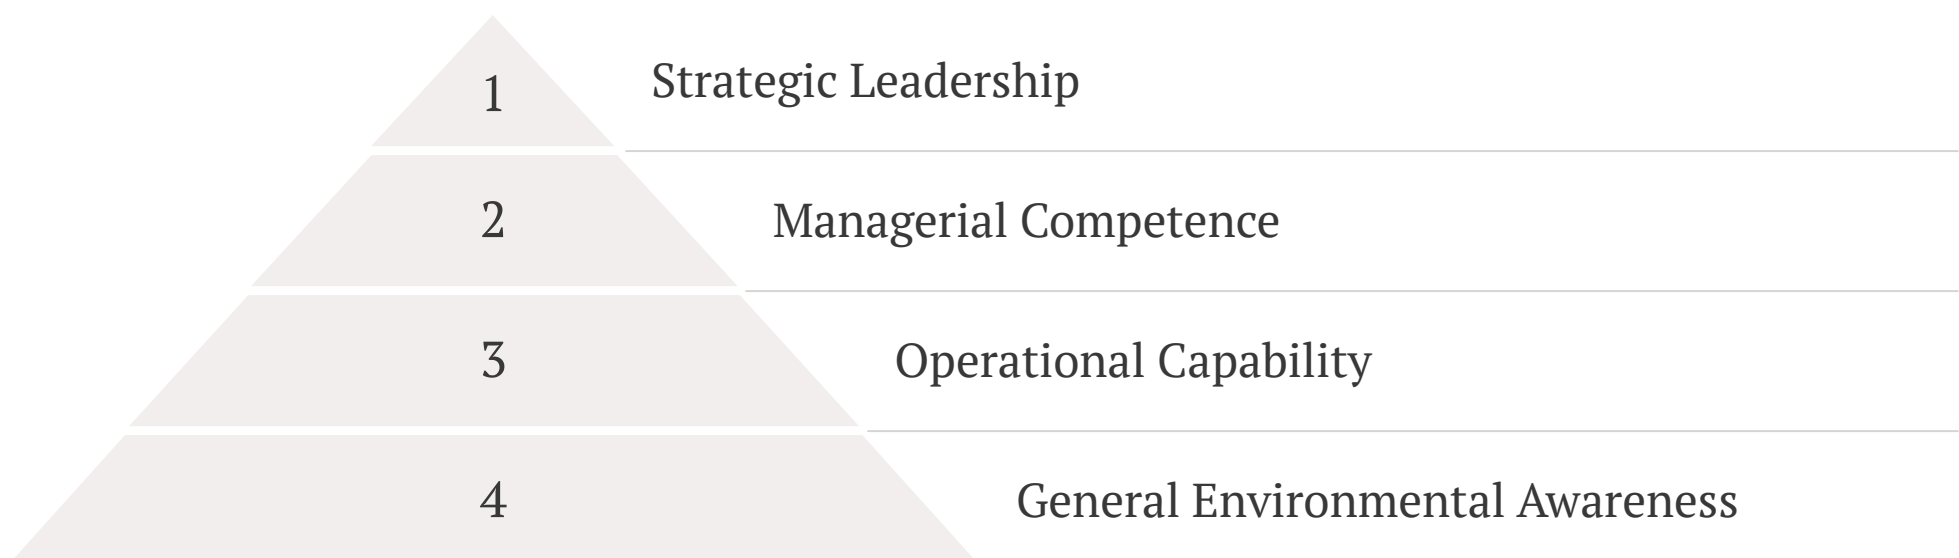 1
Strategic Leadership
2
Managerial Competence
3
Operational Capability
4
General Environmental Awareness